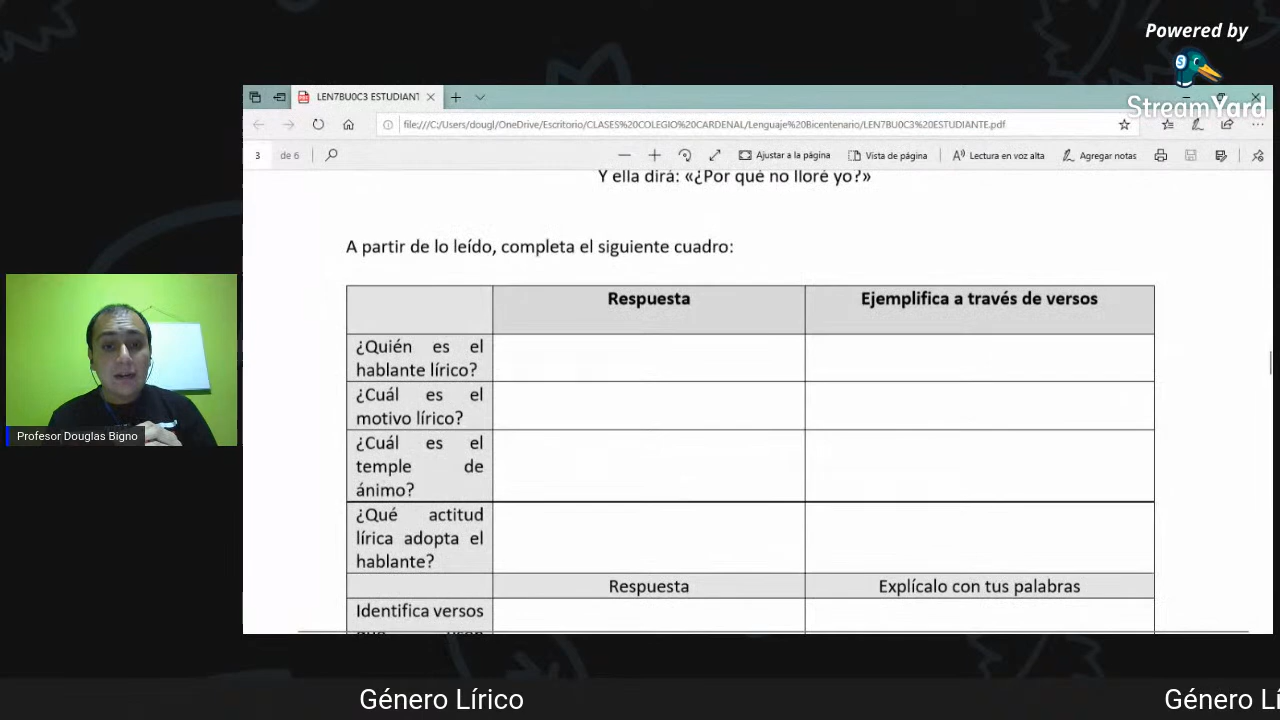 Powered by
StreamYard
LEN7BU0C3 ESTUDIANT
file:///C:/Users/dougl/OneDrive/Escritorio/CLASES%20COLEGIO%20CARDENAL/Lenguaje%20Bicentenario/LEN7BU0C3%20ESTUDIANTE.pdf
3 de 6 Ajustar a la página Vista de página Lectura en voz alta Agregar notas
Y ella dirá: «¿Por qué no lloré yo?»
A partir de lo leído, completa el siguiente cuadro:
Respuesta Ejemplifica a través de versos
¿Quién es el
hablante lírico?
¿Cuál es el
motivo lírico?
¿Cuál es el
temple de
ánimo?
¿Qué actitud
lírica adopta el
hablante?
Respuesta Explícalo con tus palabras
Identifica versos
Profesor Douglas Bigno
Género Lírico Género Lí